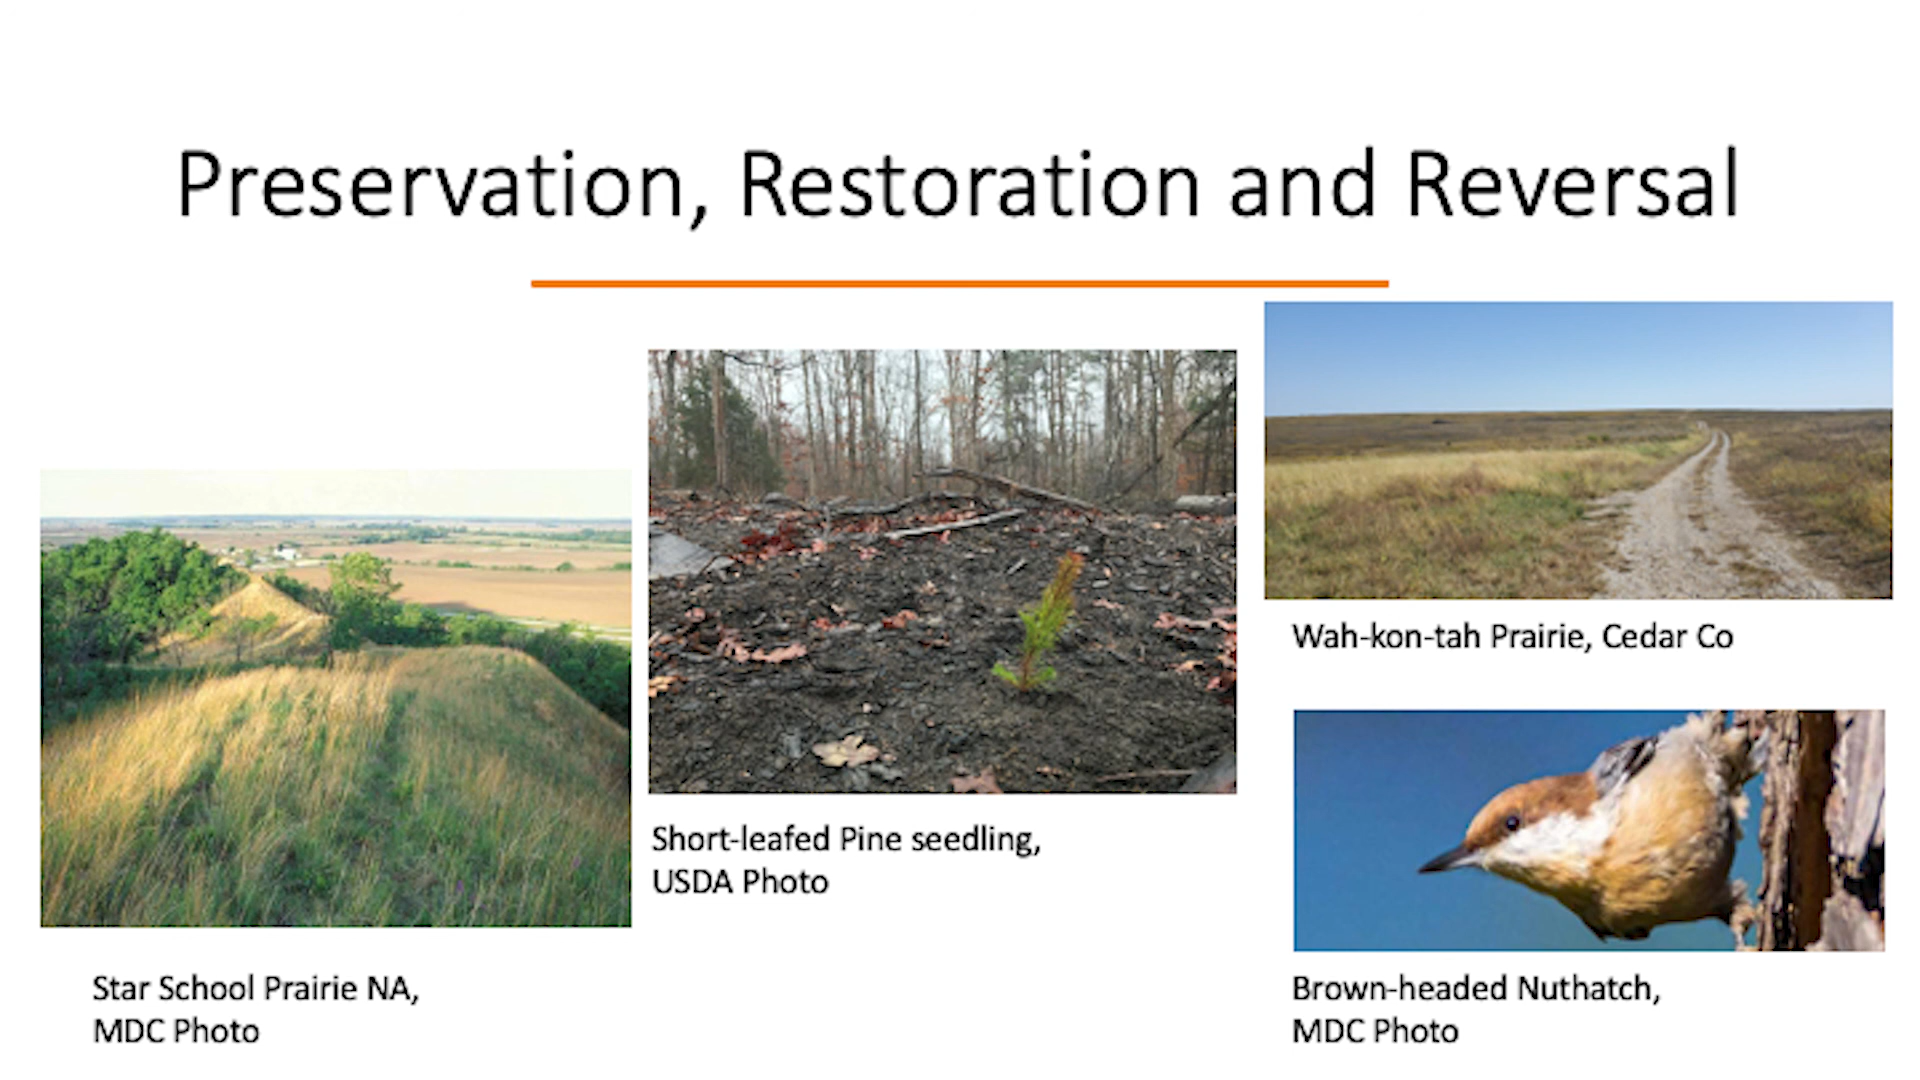 Preservation, Restoration and Reversal
Star School Prairie NA,
MDC Photo
Short-leafed Pine seedling,
USDA Photo
Wah-kon-tah Prairie, Cedar Co
Brown-headed Nuthatch,
MDC Photo